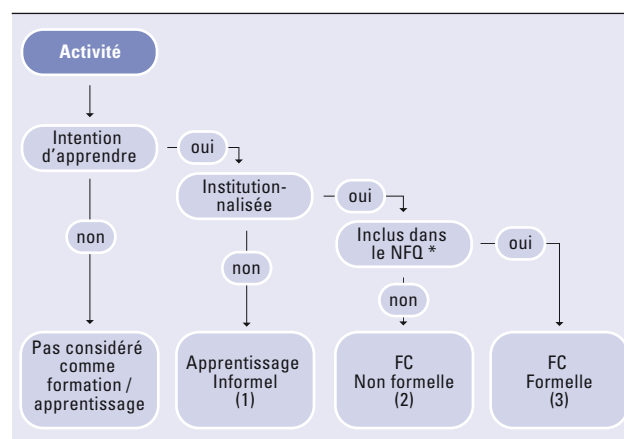 Activité
Intention
d'apprendre
oui
Institution-
nalisée
oui
Inclus dans
le NFQ *
oui
non
non
non
Pas considéré
comme
formation /
apprentissage
Apprentissage
Informel
(1)
FC
Non formelle
(2)
FC
Formelle
(3)